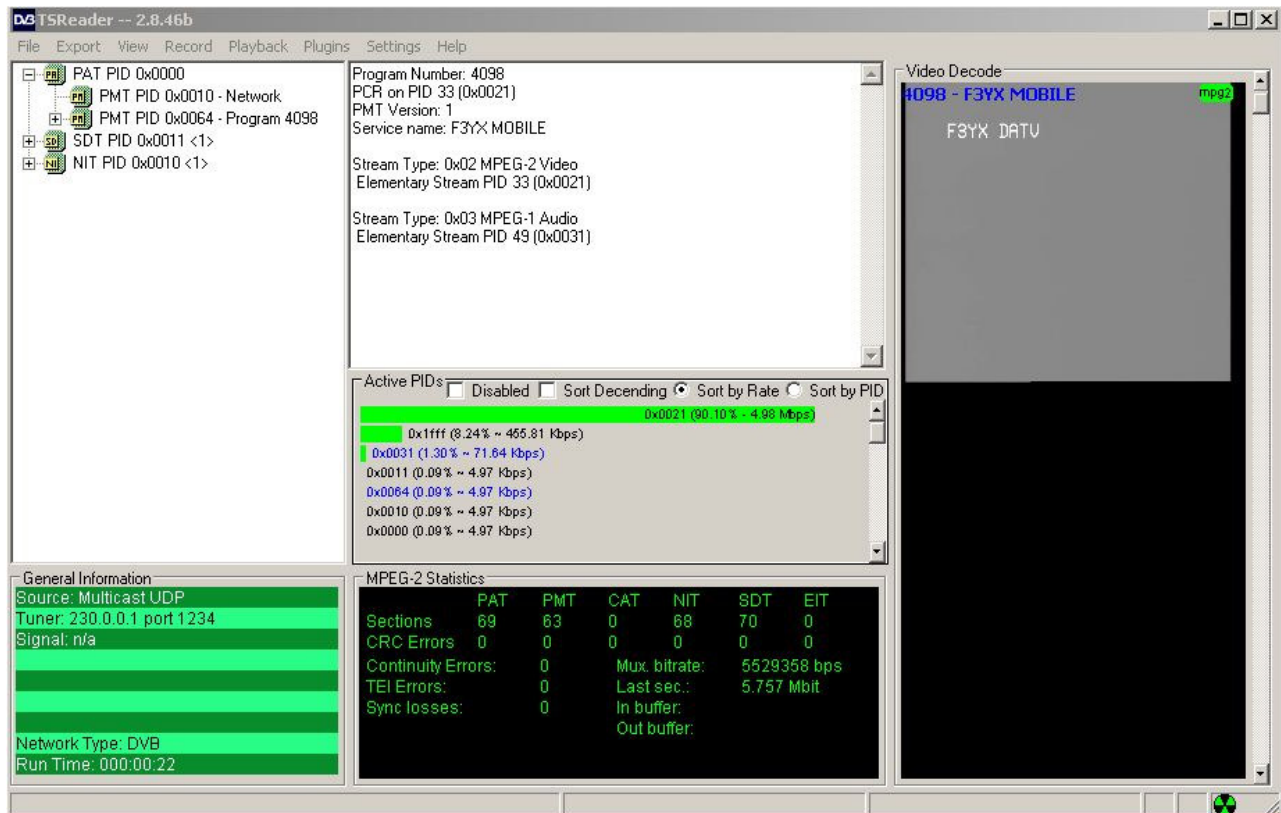 DVB TSReader -- 2.8.46b
File Export View Record Playback Plugins Settings Help
PAT PID 0x0000
PMT PID 0x0010 - Network
PMT PID 0x0064 - Program 4098
SDT PID 0x0011 <1>
NIT PID 0x0010 <1>
Program Number: 4098
PCR on PID 33 (0x0021)
PMT Version: 1
Service name: F3YX MOBILE
Stream Type: 0x02 MPEG-2 Video
Elementary Stream PID 33 (0x0021)
Stream Type: 0x03 MPEG-1 Audio
Elementary Stream PID 49 (0x0031)
Active PIDs Disabled Sort Decending Sort by Rate Sort by PID
0x0021 (90.10% - 4.98 Mbps)
0x1fff (8.24% ~ 455.81 Kbps)
0x0031 (1.30% ~ 71.64 Kbps)
0x0011 (0.09% ~ 4.97 Kbps)
0x0064 (0.09% ~ 4.97 Kbps)
0x0010 (0.09% ~ 4.97 Kbps)
0x0000 (0.09% ~ 4.97 Kbps)
Video Decode
4098 - F3YX MOBILE mpg2
F3YX DATV
General Information
Source: Multicast UDP
Tuner: 230.0.0.1 port 1234
Signal: n/a
Network Type: DVB
Run Time: 000:00:22
MPEG-2 Statistics
PAT PMT CAT NIT SDT EIT
Sections 69 63 0 68 70 0
CRC Errors 0 0 0 0 0 0
Continuity Errors: 0 Mux. bitrate: 5529358 bps
TEI Errors: 0 Last sec.: 5.757 Mbit
Sync losses: 0 In buffer:
Out buffer: